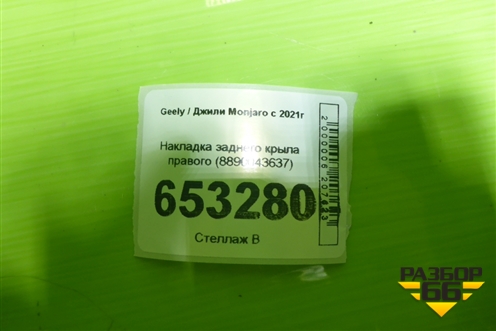 Geely / Джили Monjaro с 2021г
Накладка заднего крыла
правого
653280
Стеллаж В
РАЗБОР
66